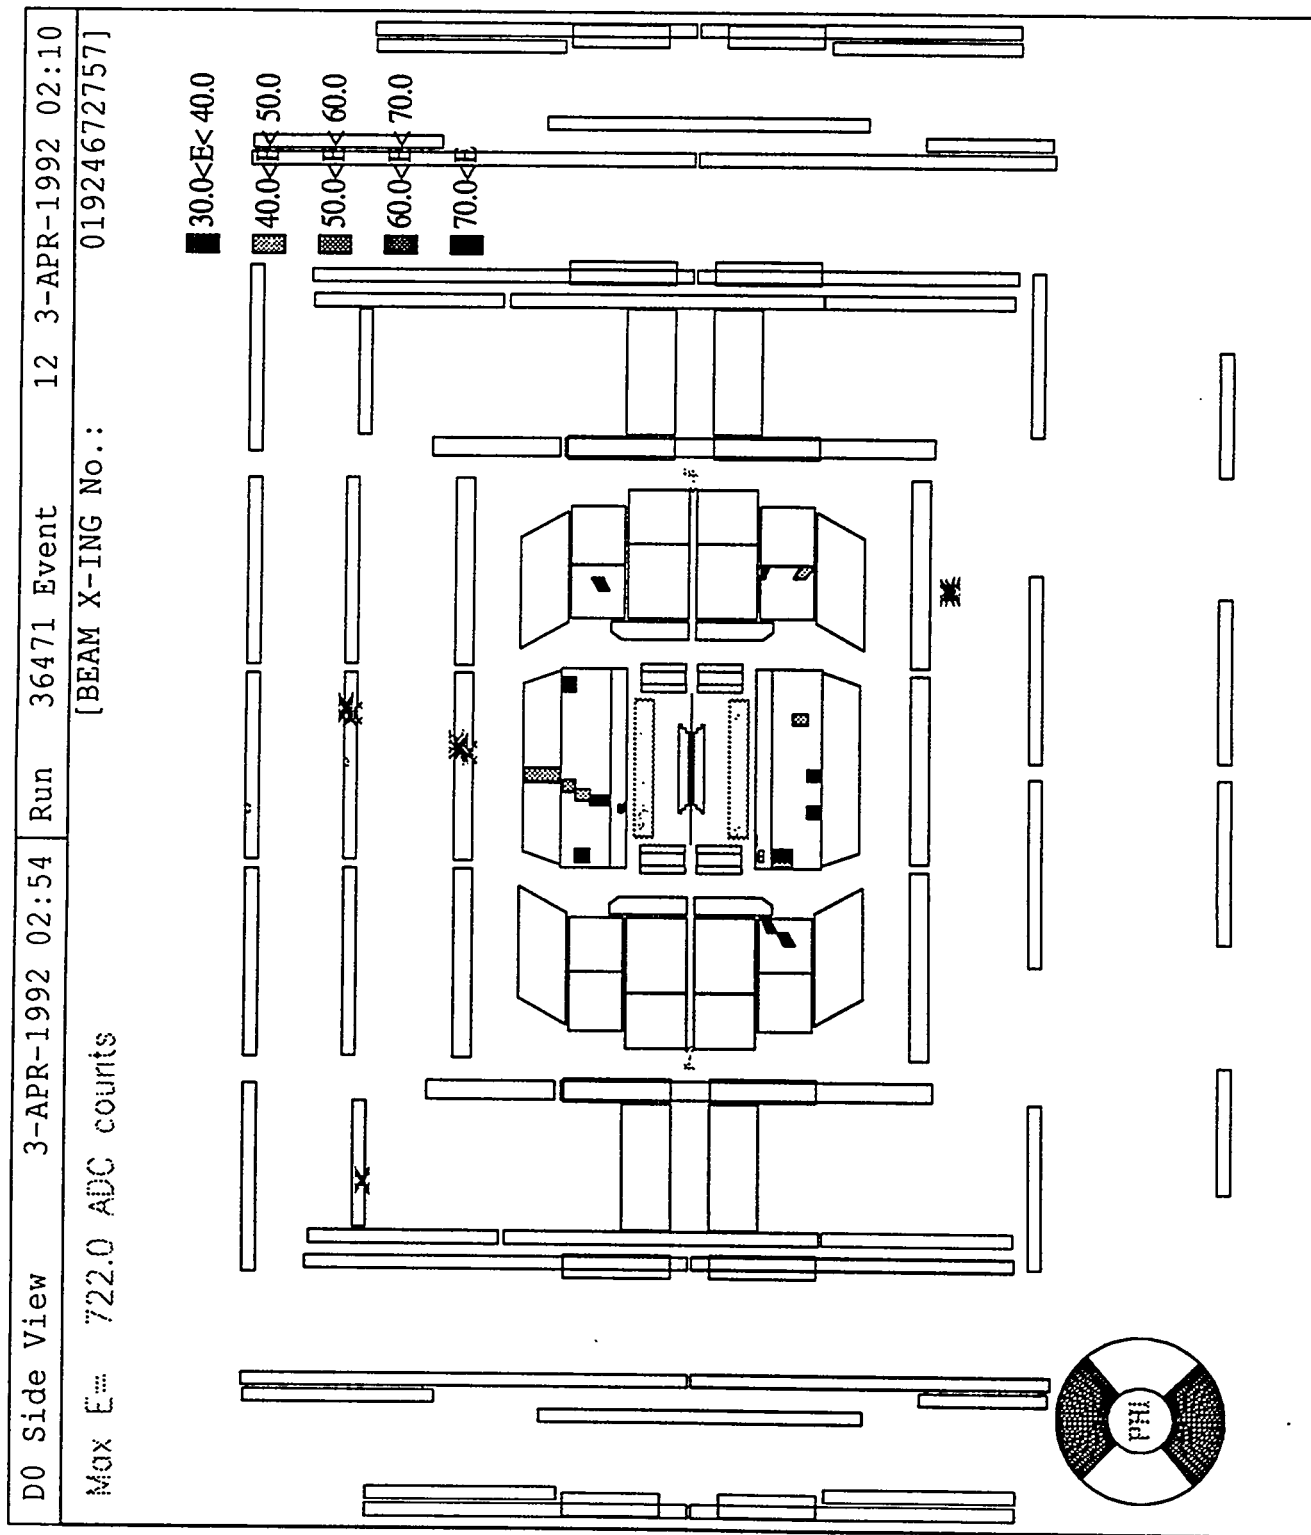 D0 Side View 3-APR-1992 02:54 Run 36471 Event 12 3-APR-1992 02:10
[BEAM X-ING No.: 01924672757]
Max E= 722.0 ADC counts
30.0<E< 40.0
40.0<E< 50.0
50.0<E< 60.0
60.0<E< 70.0
70.0<E
PHI